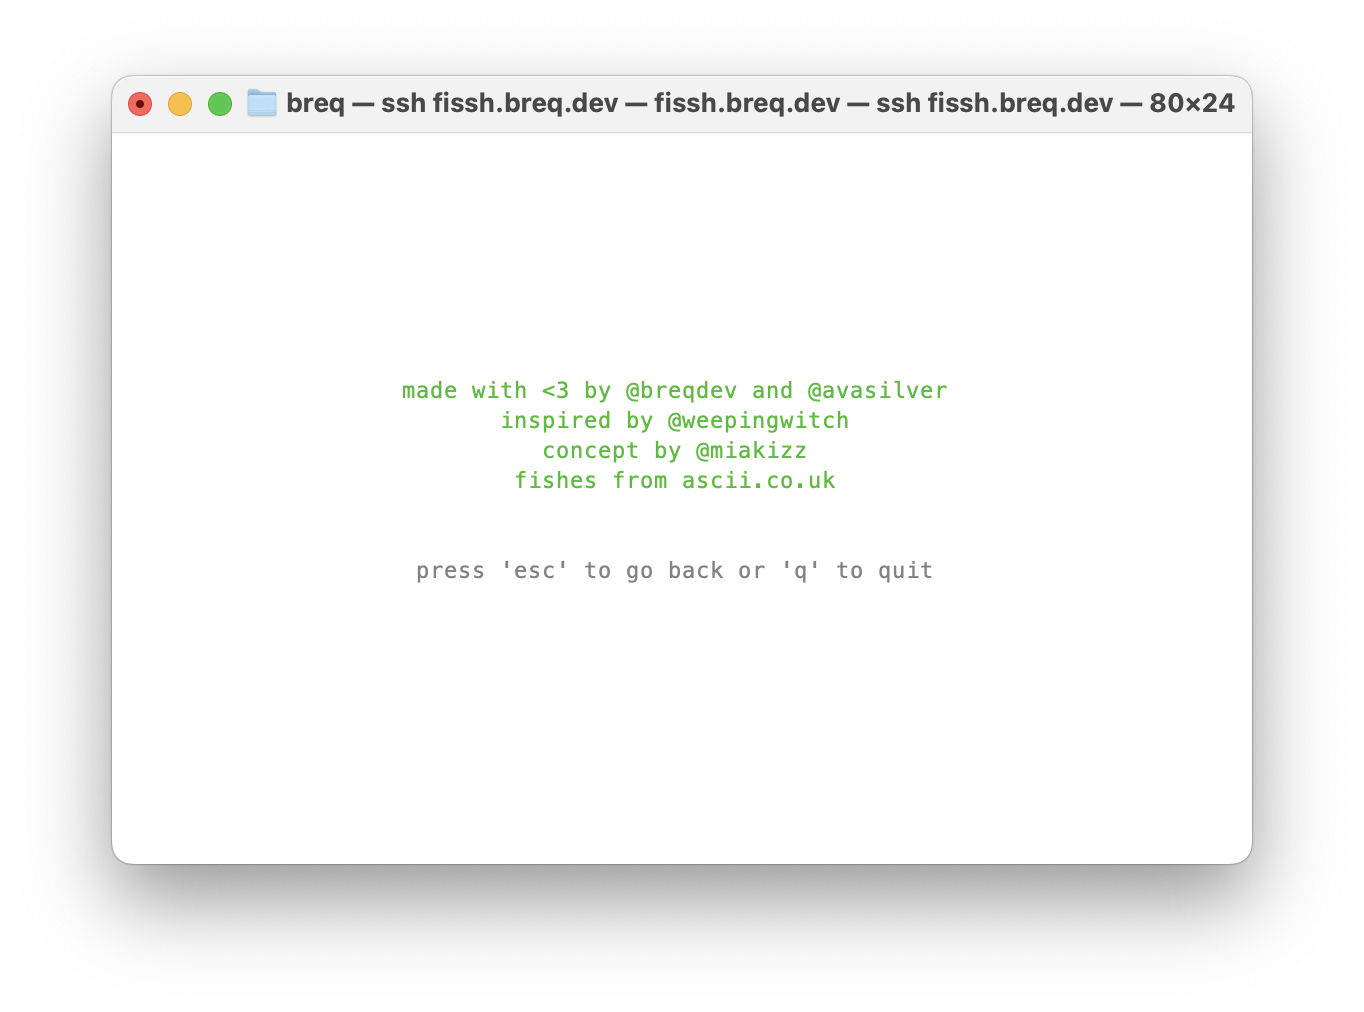 breq — ssh fissh.breq.dev — fissh.breq.dev — ssh fissh.breq.dev — 80×24
made with <3 by @breqdev and @avasilver
inspired by @weepingwitch
concept by @miakizz
fishes from ascii.co.uk
press 'esc' to go back or 'q' to quit